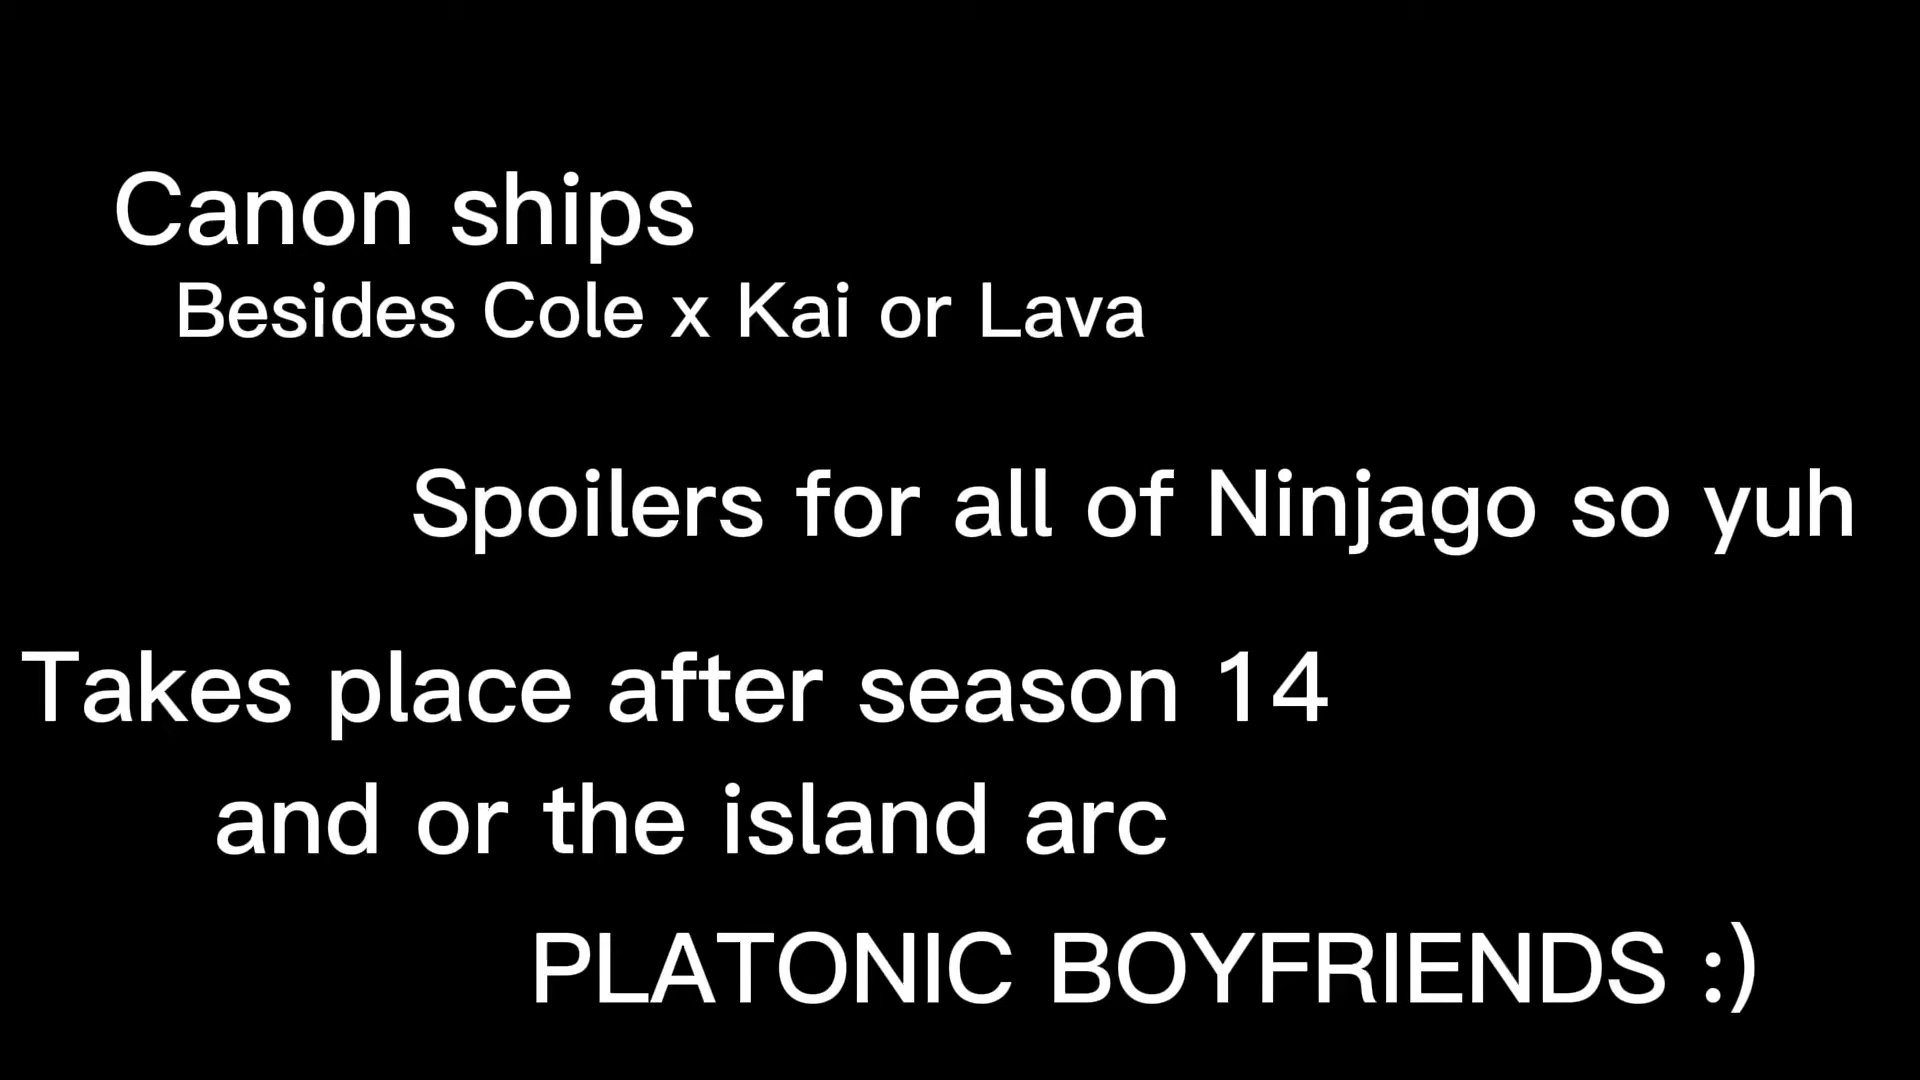 Canon ships
Besides Cole x Kai or Lava
Spoilers for all of Ninjago so yuh
Takes place after season 14
and or the island arc
PLATONIC BOYFRIENDS :)